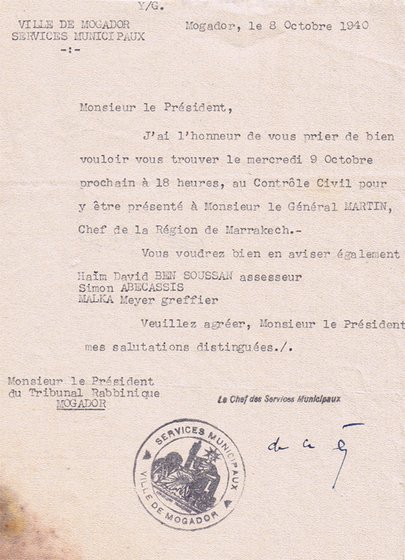 Y/G.
VILLE DE MOGADOR
SERVICES MUNICIPAUX
-:-
Mogador, le 8 Octobre 1940
Monsieur le Président,
J'ai l'honneur de vous prier de bien
vouloir vous trouver le mercredi 9 Octobre
prochain à 18 heures, au Contrôle Civil pour
y être présenté à Monsieur le Général MARTIN,
Chef de la Région de Marrakech.-
Vous voudrez bien en aviser également
Haïm David BEN SOUSSAN assesseur
Simon ABECASSIS
MALKA Meyer greffier
Veuillez agréer, Monsieur le Président
mes salutations distinguées./.
Monsieur le Président
du Tribunal Rabbinique
MOGADOR
Le Chef des Services Municipaux
SERVICES MUNICIPAUX
VILLE DE MOGADOR